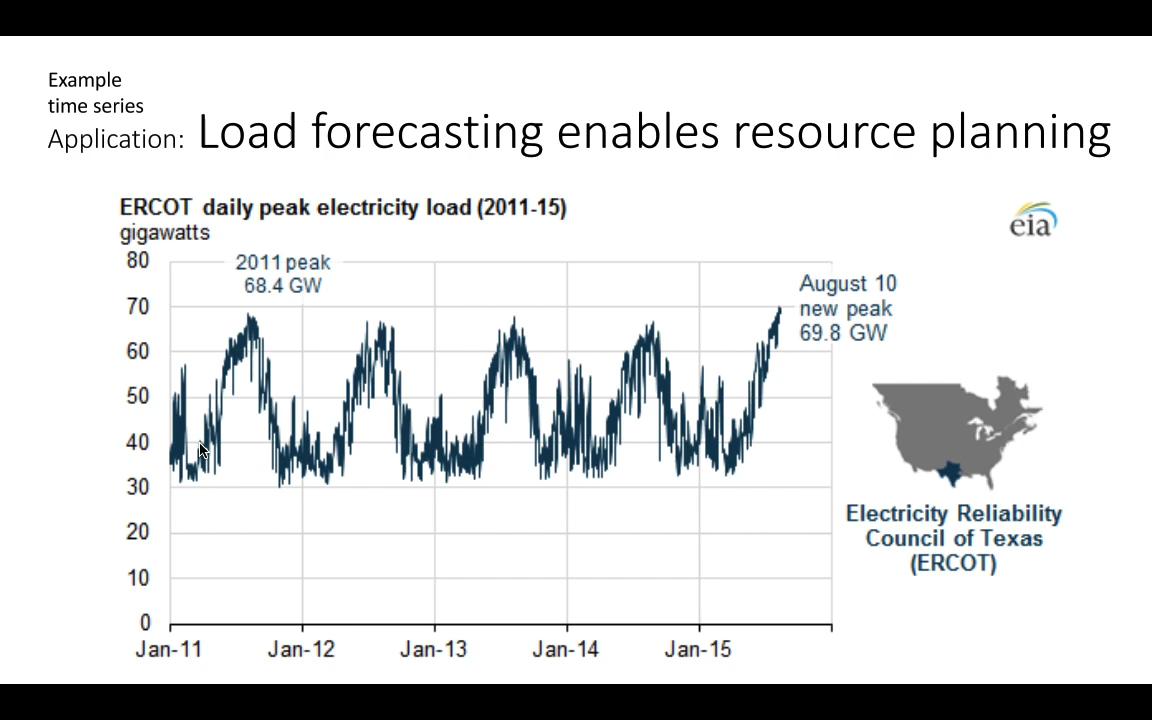 Example
time series
Application: Load forecasting enables resource planning
ERCOT daily peak electricity load (2011-15)
gigawatts
eia
80
2011 peak
68.4 GW
August 10
new peak
69.8 GW
70
60
50
40
30
20
10
0
Jan-11
Jan-12
Jan-13
Jan-14
Jan-15
Electricity Reliability
Council of Texas
(ERCOT)